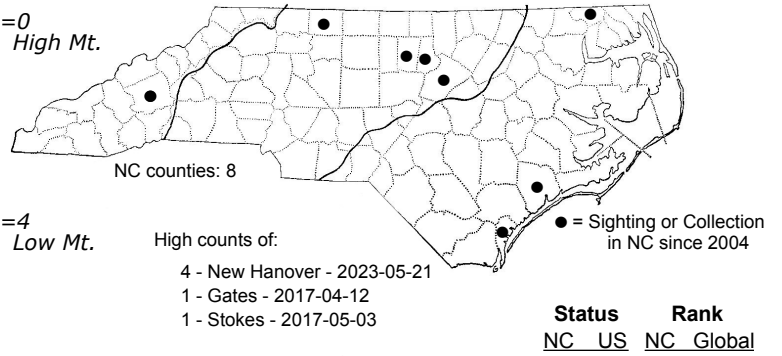 =0
High Mt.
NC counties: 8
=4
Low Mt.
High counts of:
4 - New Hanover - 2023-05-21
1 - Gates - 2017-04-12
1 - Stokes - 2017-05-03
● = Sighting or Collection
in NC since 2004
Status Rank
NC US NC Global